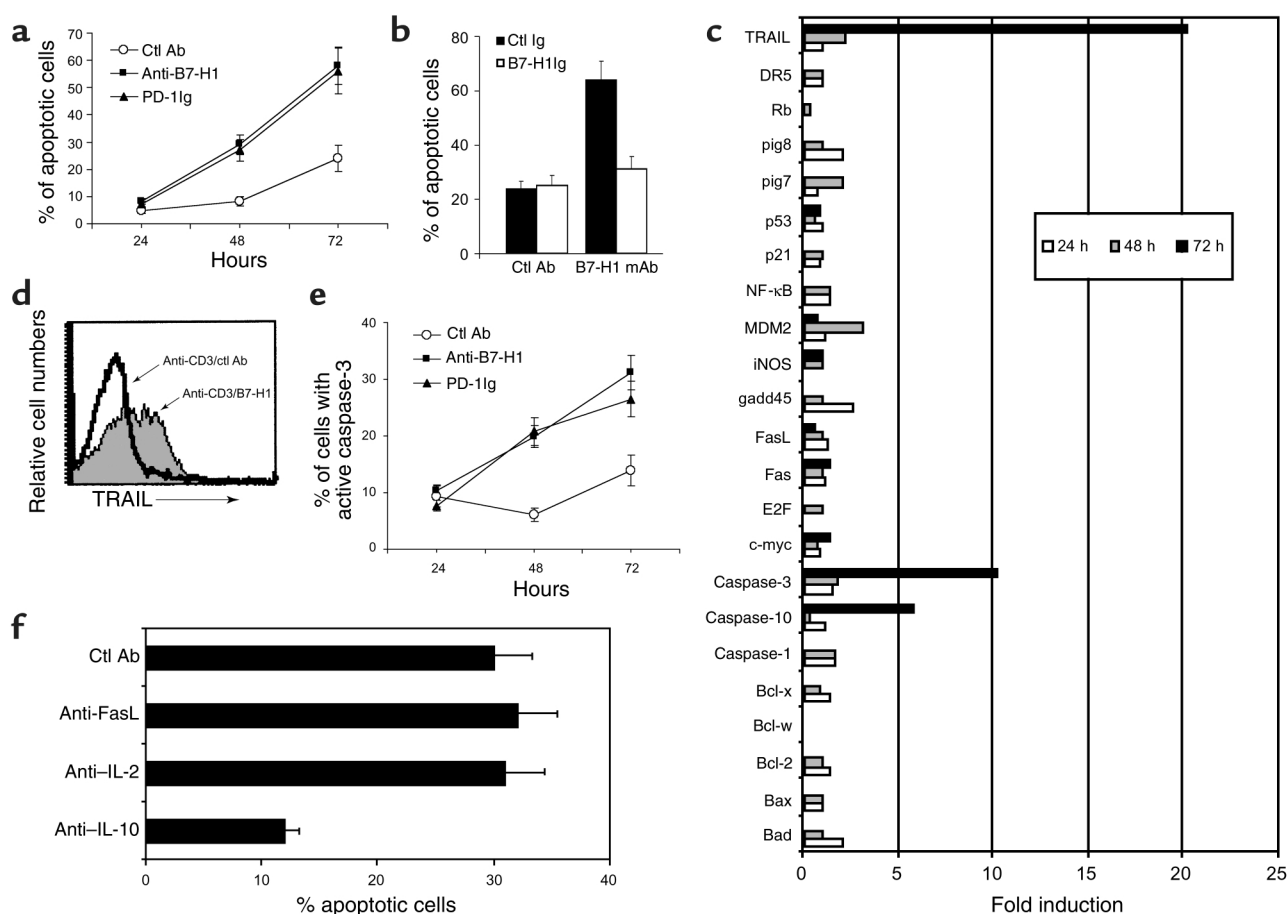 a
% of apoptotic cells
70
60
50
40
30
20
10
0
Ctl Ab
Anti-B7-H1
PD-1Ig
24
48
72
Hours
b
% of apoptotic cells
80
60
40
20
0
Ctl Ig
B7-H1Ig
Ctl Ab
B7-H1 mAb
c
TRAIL
DR5
Rb
pig8
pig7
p53
p21
NF-κB
MDM2
iNOS
gadd45
FasL
Fas
E2F
c-myc
Caspase-3
Caspase-10
Caspase-1
Bcl-x
Bcl-w
Bcl-2
Bax
Bad
24 h
48 h
72 h
0
5
10
15
20
25
Fold induction
d
Relative cell numbers
Anti-CD3/ctl Ab
Anti-CD3/B7-H1
TRAIL
e
% of cells with
active caspase-3
40
30
20
10
0
Ctl Ab
Anti-B7-H1
PD-1Ig
24
48
72
Hours
f
Ctl Ab
Anti-FasL
Anti–IL-2
Anti–IL-10
0
10
20
30
40
% apoptotic cells